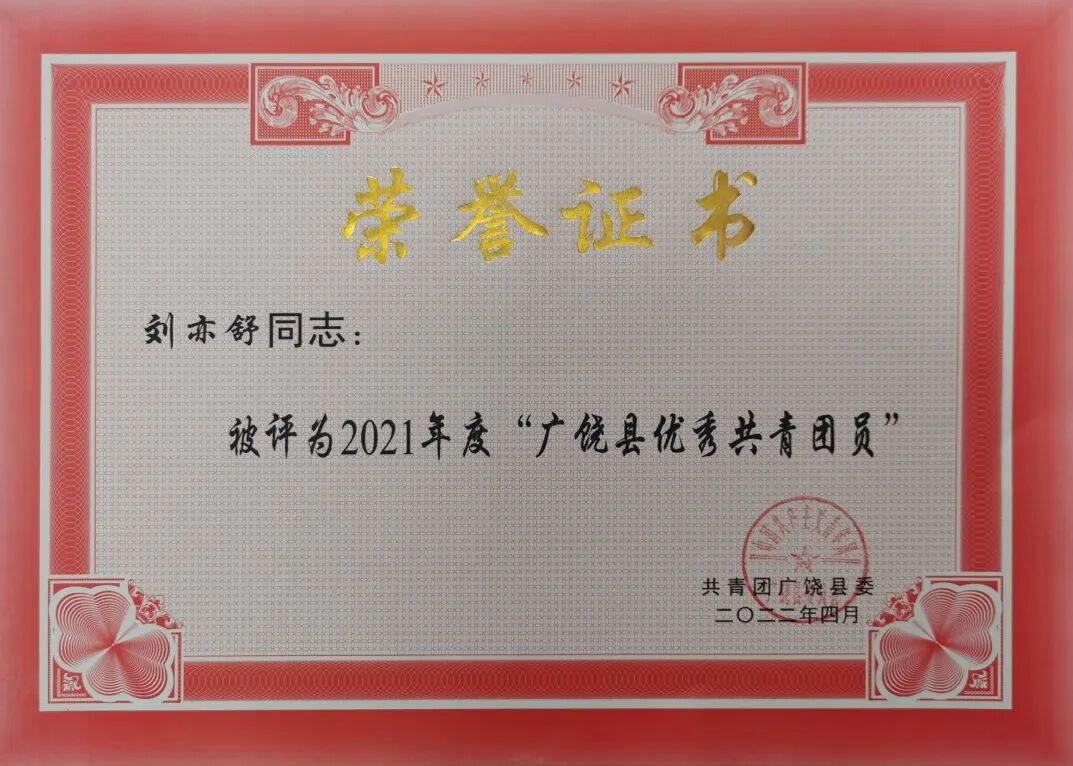 荣誉证书
刘亦舒同志：
被评为2021年度“广饶县优秀共青团员”
共青团广饶县委
二〇二二年四月